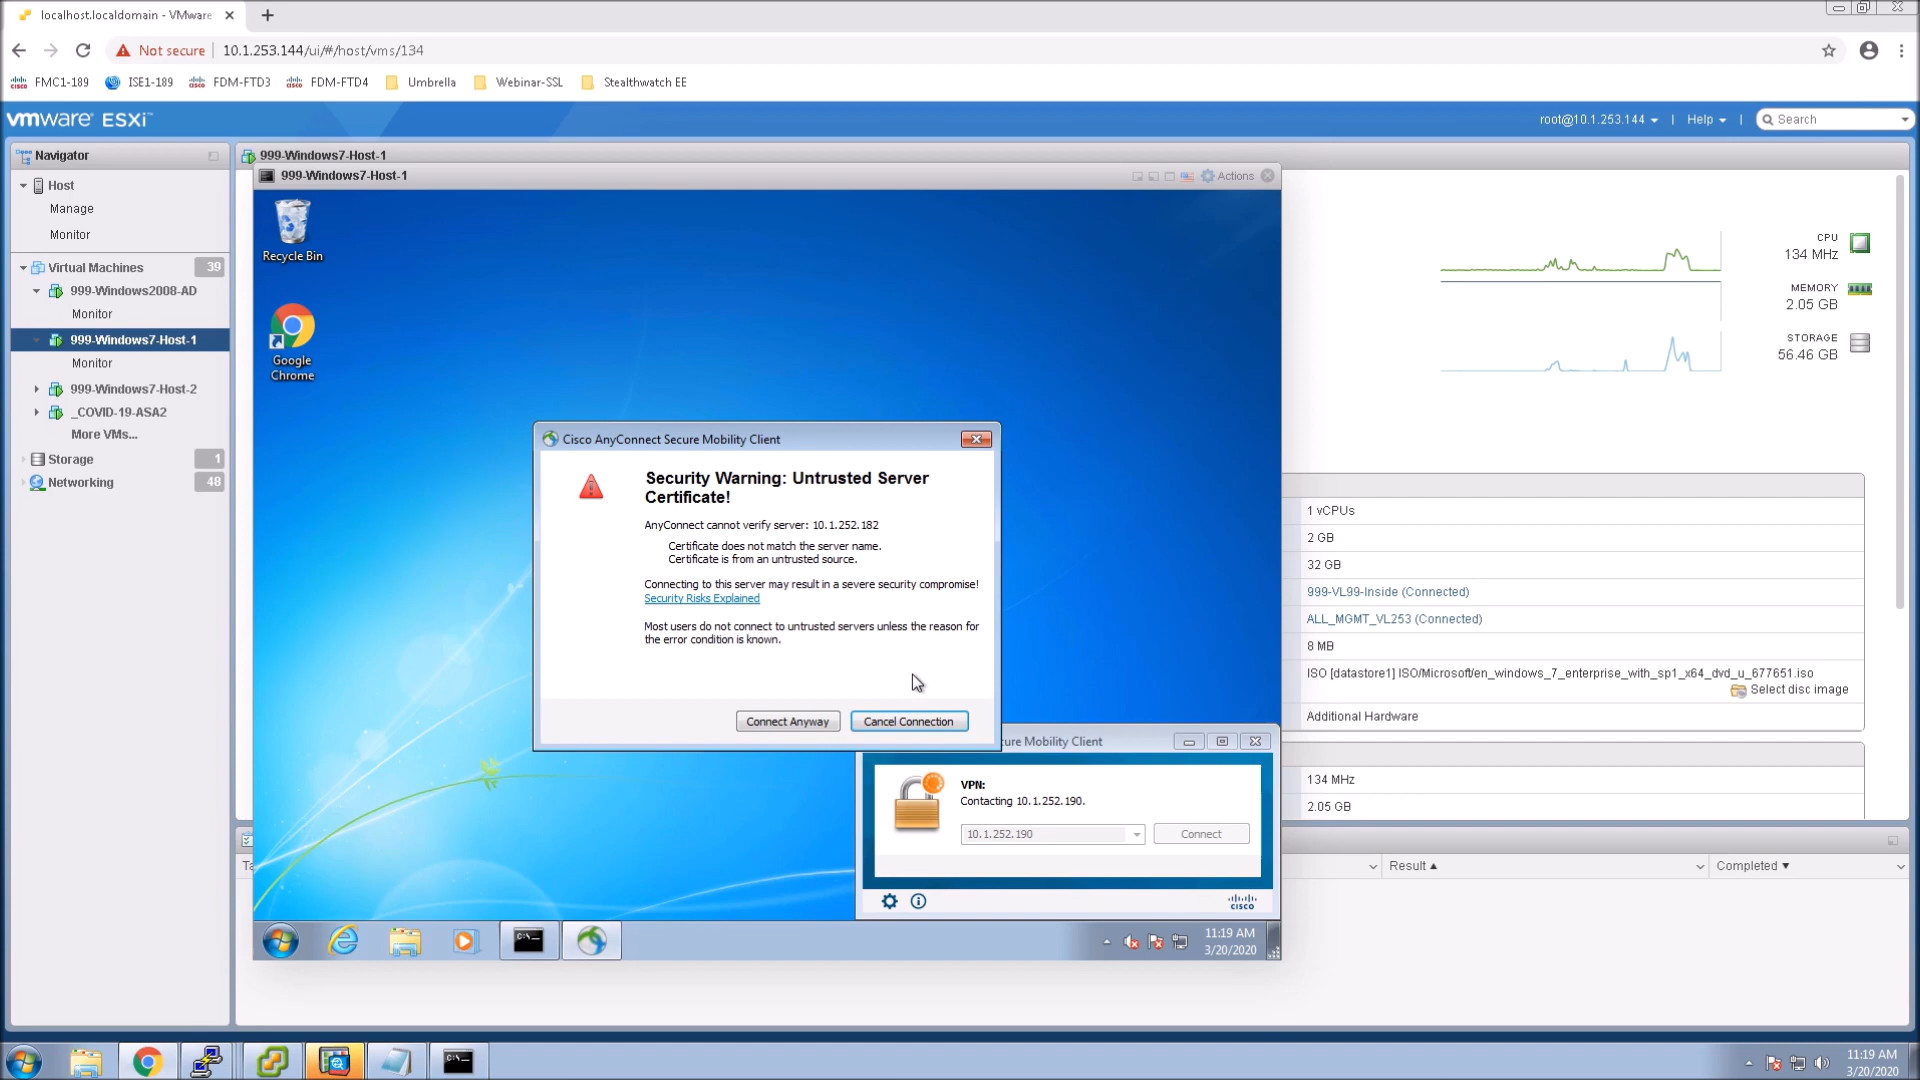 localhost.localdomain - VMware
Not secure | 10.1.253.144/ui/#/host/vms/134
FMC1-189 ISE1-189 FDM-FTD3 FDM-FTD4 Umbrella Webinar-SSL Stealthwatch EE
vmware ESXi™
root@10.1.253.144 | Help | Search
Navigator
Host
Manage
Monitor
Virtual Machines 39
999-Windows2008-AD
Monitor
999-Windows7-Host-1
Monitor
999-Windows7-Host-2
_COVID-19-ASA2
More VMs...
Storage 1
Networking 48
999-Windows7-Host-1
999-Windows7-Host-1
Actions
Recycle Bin
Google
Chrome
Cisco AnyConnect Secure Mobility Client
Security Warning: Untrusted Server
Certificate!
AnyConnect cannot verify server: 10.1.252.182
Certificate does not match the server name.
Certificate is from an untrusted source.
Connecting to this server may result in a severe security compromise!
Security Risks Explained
Most users do not connect to untrusted servers unless the reason for
the error condition is known.
Connect Anyway Cancel Connection
ure Mobility Client
VPN:
Contacting 10.1.252.190.
10.1.252.190 Connect
cisco
11:19 AM
3/20/2020
CPU
134 MHz
MEMORY
2.05 GB
STORAGE
56.46 GB
1 vCPUs
2 GB
32 GB
999-VL99-Inside (Connected)
ALL_MGMT_VL253 (Connected)
8 MB
ISO [datastore1] ISO/Microsoft/en_windows_7_enterprise_with_sp1_x64_dvd_u_677651.iso
Select disc image
Additional Hardware
134 MHz
2.05 GB
Ta
Result Completed
11:19 AM
3/20/2020